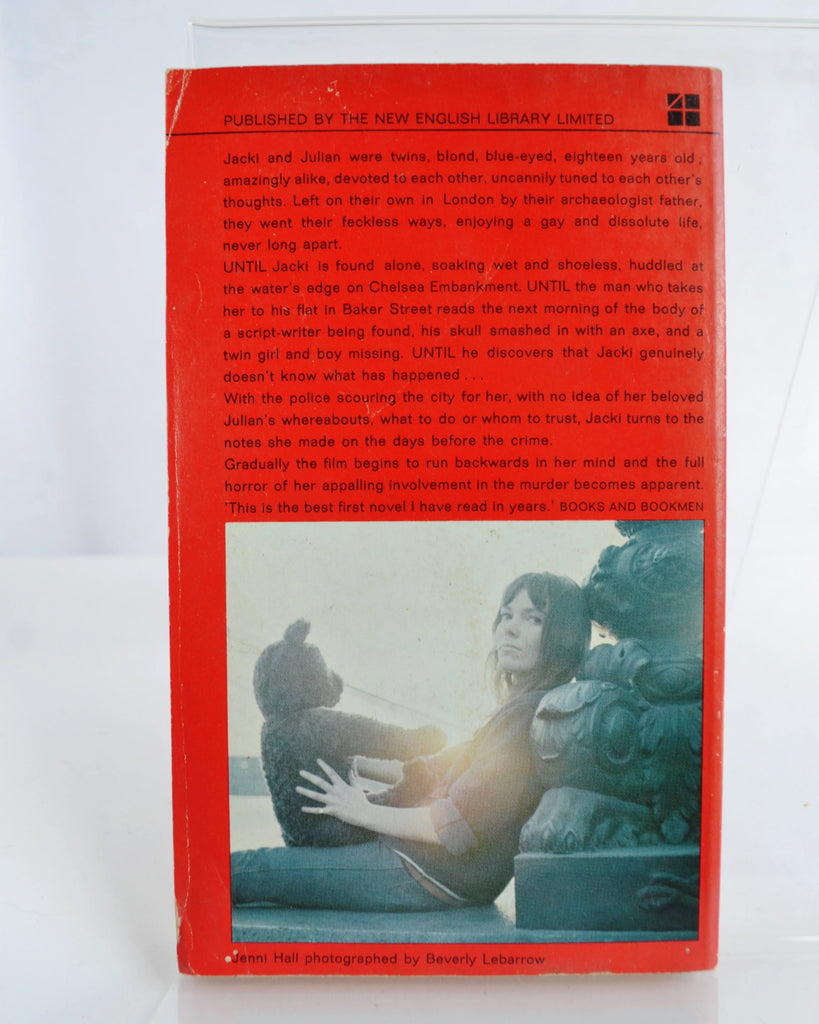 PUBLISHED BY THE NEW ENGLISH LIBRARY LIMITED
Jacki and Julian were twins, blond, blue-eyed, eighteen years old,
amazingly alike, devoted to each other, uncannily tuned to each other's
thoughts. Left on their own in London by their archaeologist father,
they went their feckless ways, enjoying a gay and dissolute life,
never long apart.
UNTIL Jacki is found alone, soaking wet and shoeless, huddled at
the water's edge on Chelsea Embankment. UNTIL the man who takes
her to his flat in Baker Street reads the next morning of the body of
a script-writer being found, his skull smashed in with an axe, and a
twin girl and boy missing. UNTIL he discovers that Jacki genuinely
doesn't know what has happened . . .
With the police scouring the city for her, with no idea of her beloved
Julian's whereabouts, what to do or whom to trust, Jacki turns to the
notes she made on the days before the crime.
Gradually the film begins to run backwards in her mind and the full
horror of her appalling involvement in the murder becomes apparent.
'This is the best first novel I have read in years.' BOOKS AND BOOKMEN
Jenni Hall photographed by Beverly Lebarrow